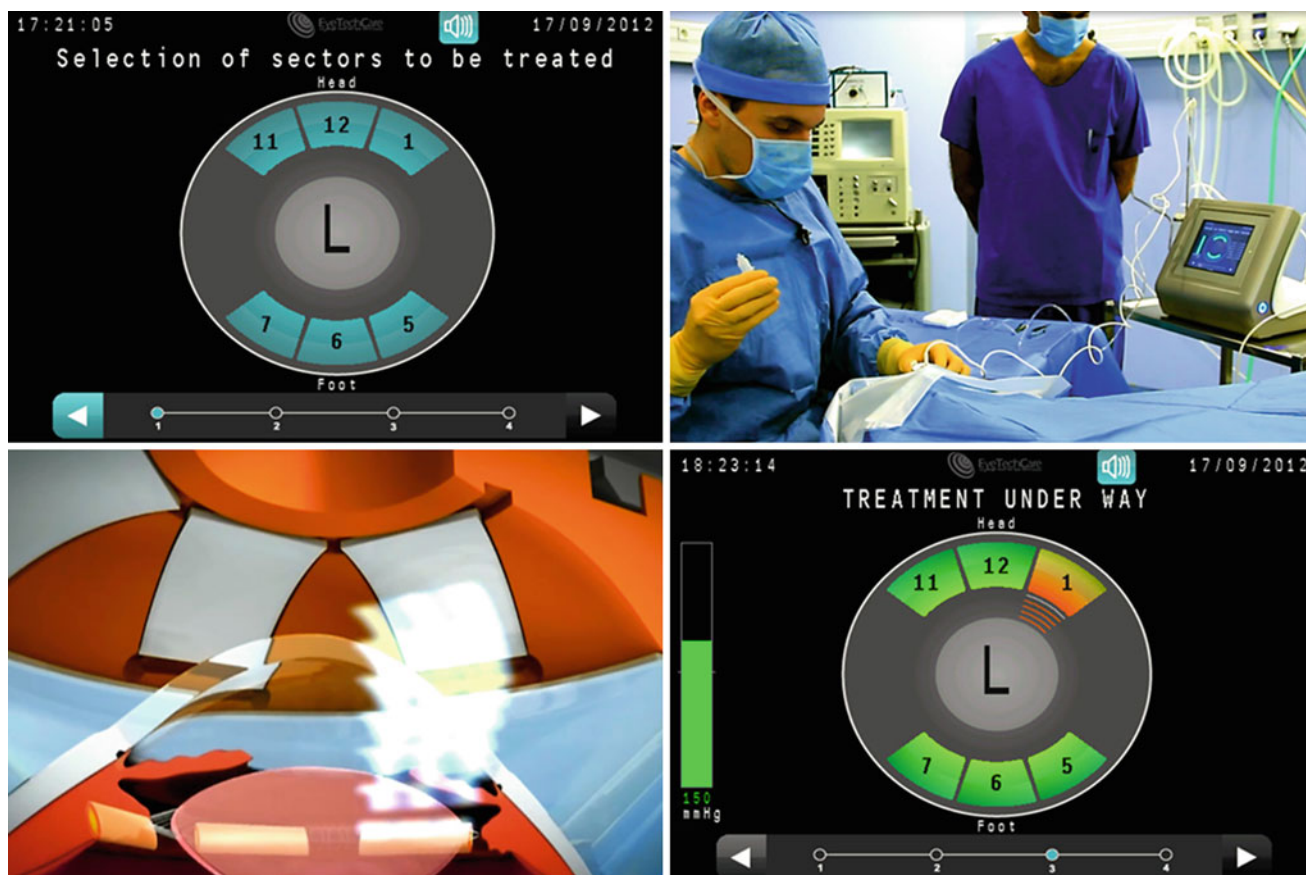 17:21:05 EyeTechCare 17/09/2012
Selection of sectors to be treated
Head
11 12 1
L
7 6 5
Foot
1 2 3 4
18:23:14 EyeTechCare 17/09/2012
TREATMENT UNDER WAY
Head
11 12 1
L
7 6 5
150
mmHg
Foot
1 2 3 4